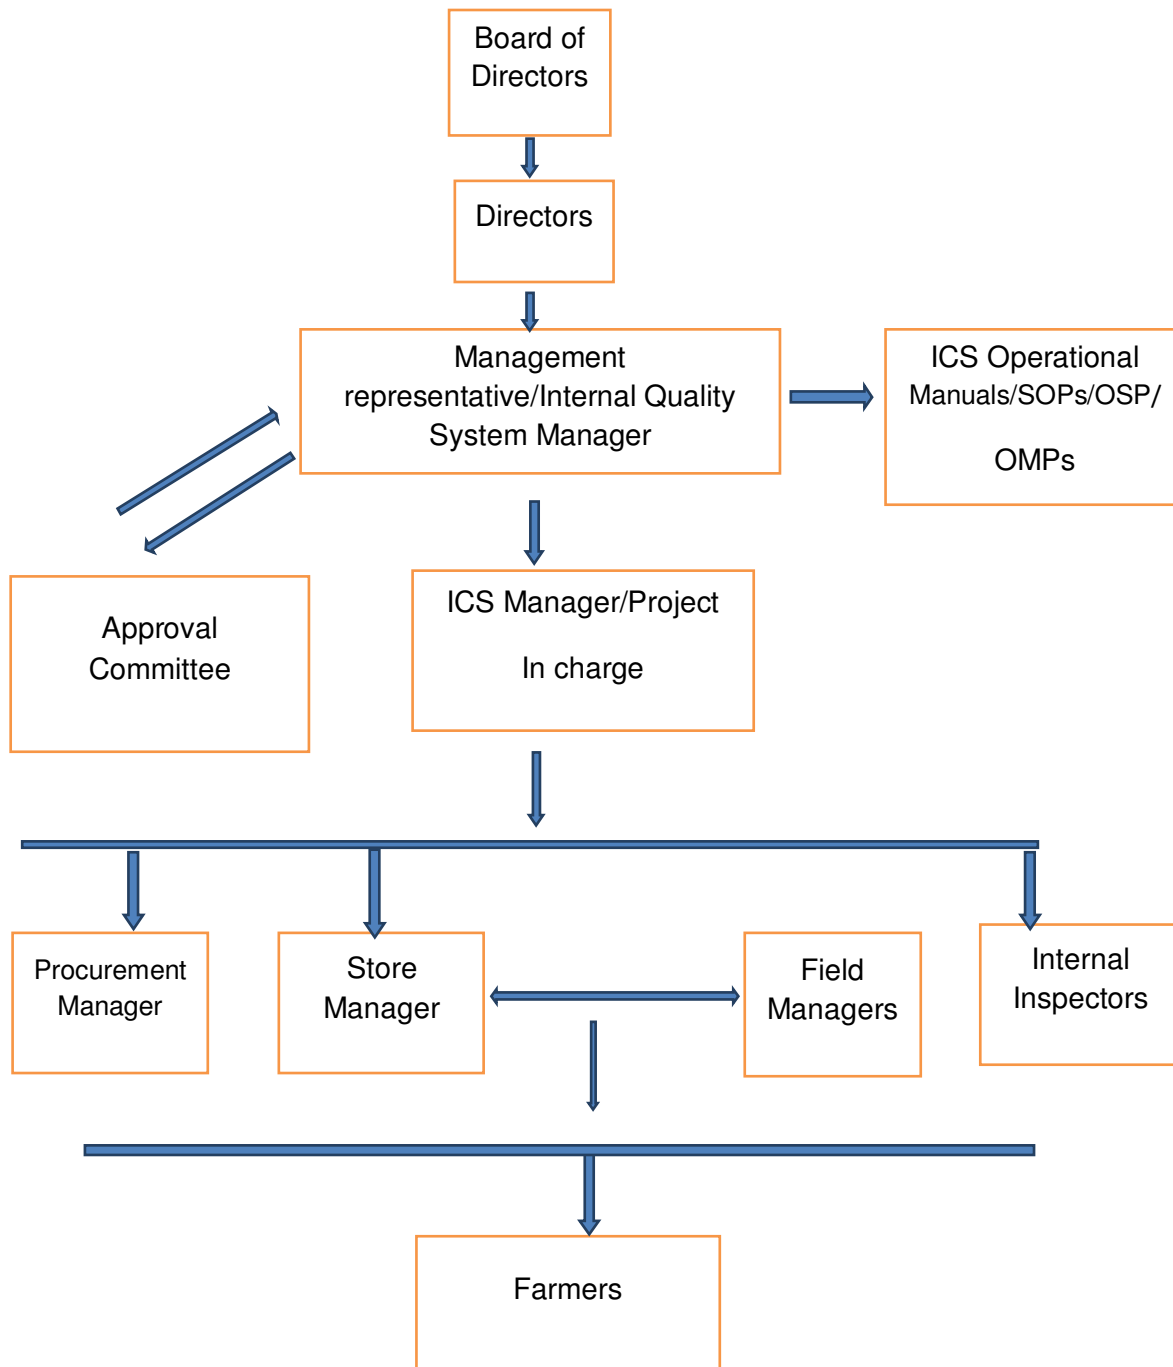 Board of
Directors
Directors
Management
representative/Internal Quality
System Manager
ICS Operational
Manuals/SOPs/OSP/
OMPs
Approval
Committee
ICS Manager/Project
In charge
Procurement
Manager
Store
Manager
Field
Managers
Internal
Inspectors
Farmers